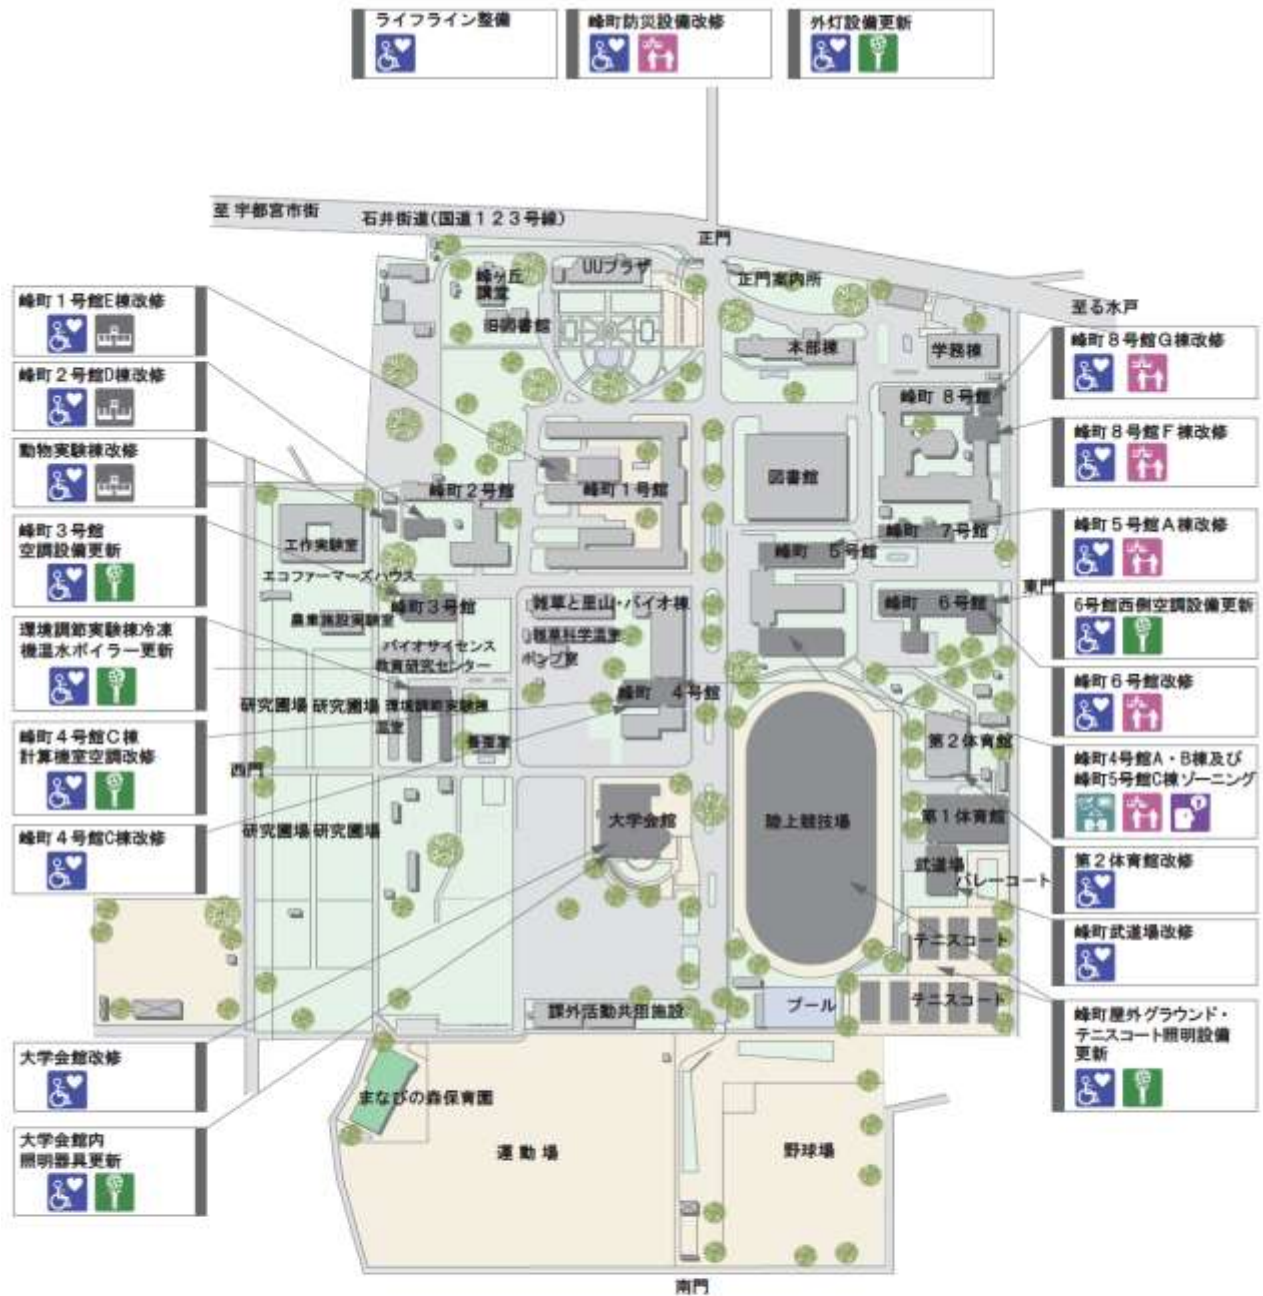 ライフライン整備
峰町防災設備改修
外灯設備更新
至 宇都宮市街
石井街道(国道123号線)
正門
峰ヶ丘
講堂
UUプラザ
正門案内所
至る水戸
旧図書館
本部棟
学務棟
峰町1号館E棟改修
峰町2号館D棟改修
動物実験棟改修
峰町3号館
空調設備更新
環境調節実験棟冷凍
機温水ボイラー更新
峰町4号館C棟
計算機室空調改修
峰町4号館C棟改修
大学会館改修
大学会館内
照明器具更新
峰町2号館
峰町1号館
図書館
峰町 8号館
峰町 7号館
峰町 5号館
峰町 6号館
東門
工作実験室
エコファーマーズハウス
峰町3号館
農業施設実験室
バイオサイエンス
教育研究センター
雑草と里山・バイオ棟
雑草科学温室
ポンプ室
峰町 4号館
研究圃場
研究圃場
環境調節実験棟
温室
養蚕室
西門
研究圃場
研究圃場
大学会館
陸上競技場
第2体育館
第1体育館
武道場
バレーコート
テニスコート
テニスコート
プール
課外活動共用施設
まなびの森保育園
運動場
野球場
南門
峰町8号館G棟改修
峰町8号館F棟改修
峰町5号館A棟改修
6号館西側空調設備更新
峰町6号館改修
峰町4号館A・B棟及び
峰町5号館C棟ゾーニング
第2体育館改修
峰町武道場改修
峰町屋外グラウンド・
テニスコート照明設備
更新